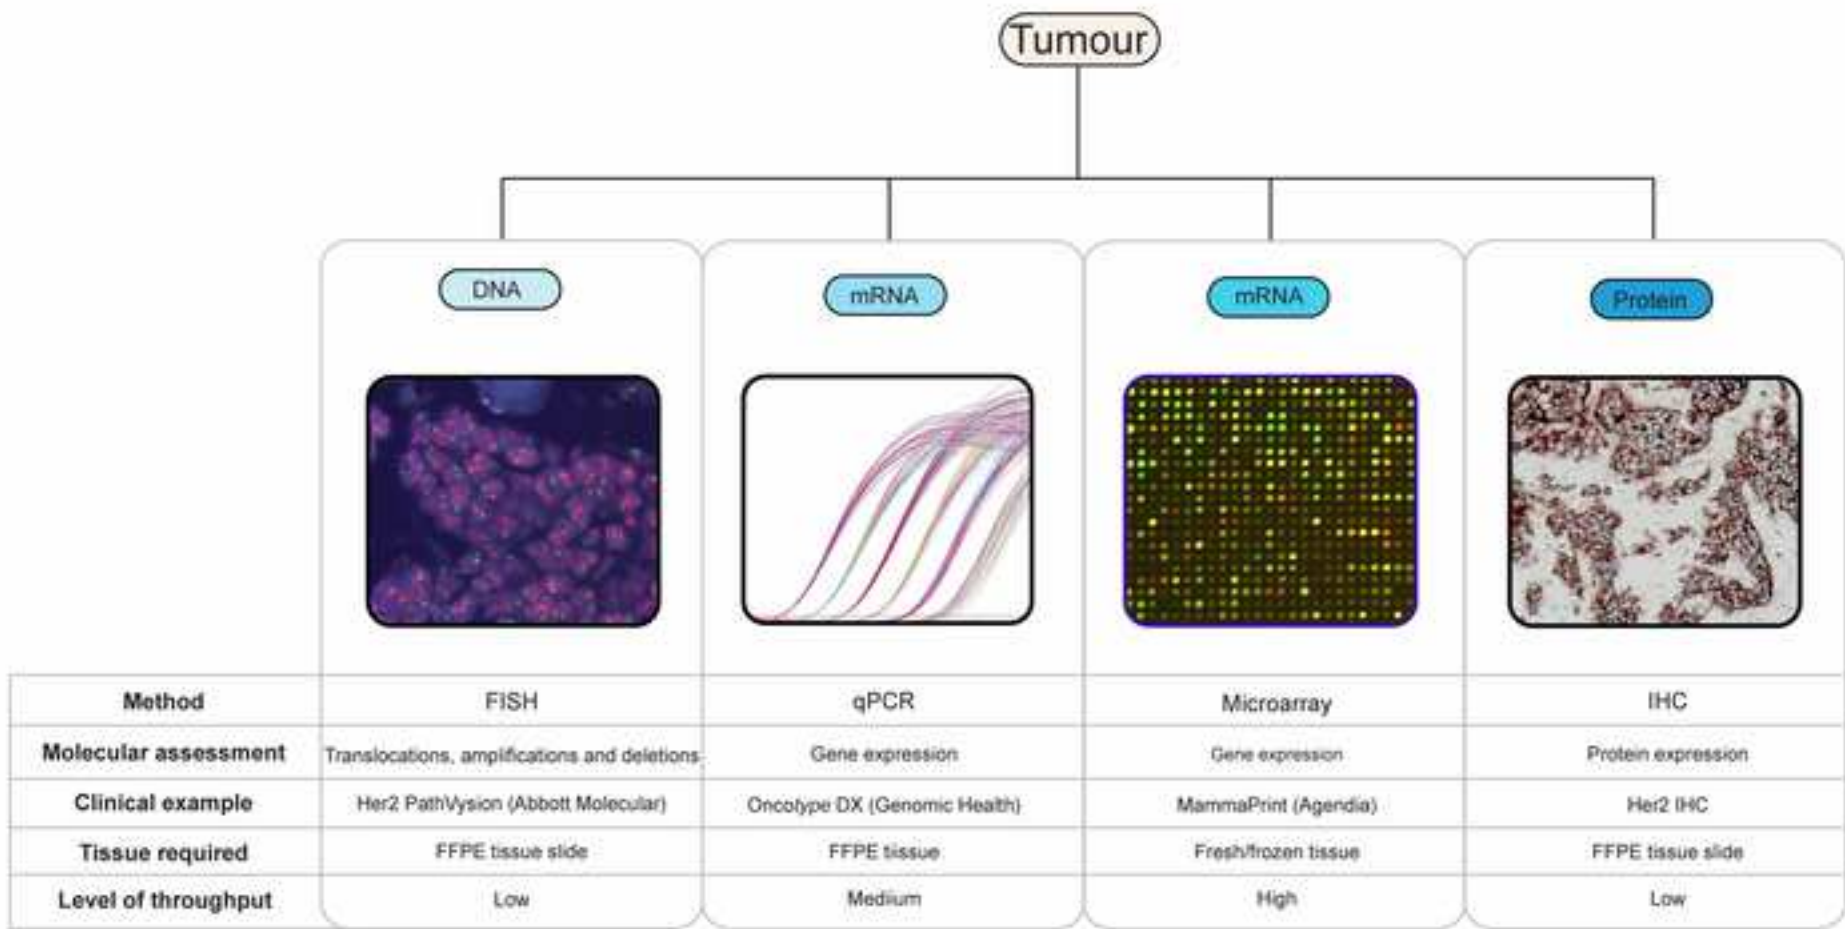 Tumour
DNA
mRNA
mRNA
Protein
Method FISH qPCR Microarray IHC
Molecular assessment Translocations, amplifications and deletions Gene expression Gene expression Protein expression
Clinical example Her2 PathVysion (Abbott Molecular) Oncotype DX (Genomic Health) MammaPrint (Agendia) Her2 IHC
Tissue required FFPE tissue slide FFPE tissue Fresh/frozen tissue FFPE tissue slide
Level of throughput Low Medium High Low